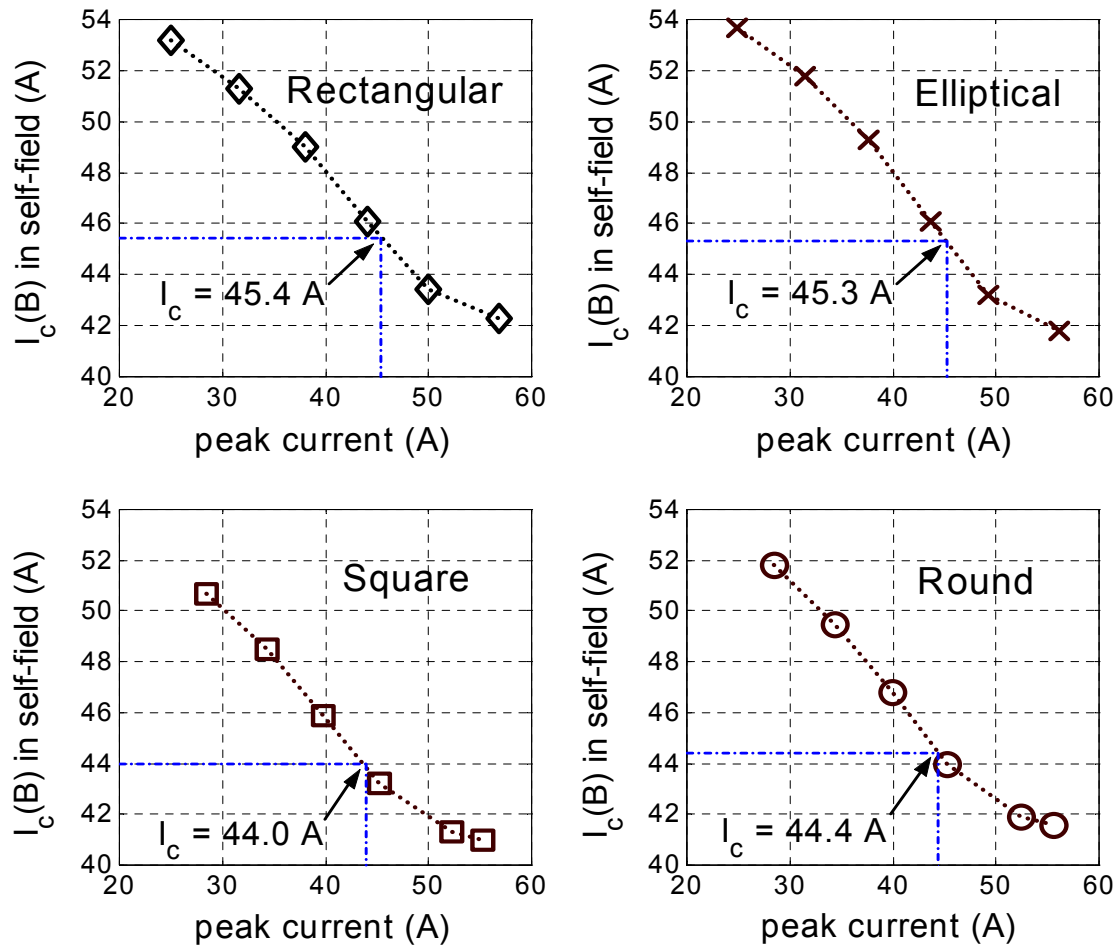 54
52
50
48
46
44
42
40
I_c(B) in self-field (A)
Rectangular
I_c = 45.4 A
20 30 40 50 60
peak current (A)
54
52
50
48
46
44
42
40
I_c(B) in self-field (A)
Elliptical
I_c = 45.3 A
20 30 40 50 60
peak current (A)
54
52
50
48
46
44
42
40
I_c(B) in self-field (A)
Square
I_c = 44.0 A
20 30 40 50 60
peak current (A)
54
52
50
48
46
44
42
40
I_c(B) in self-field (A)
Round
I_c = 44.4 A
20 30 40 50 60
peak current (A)